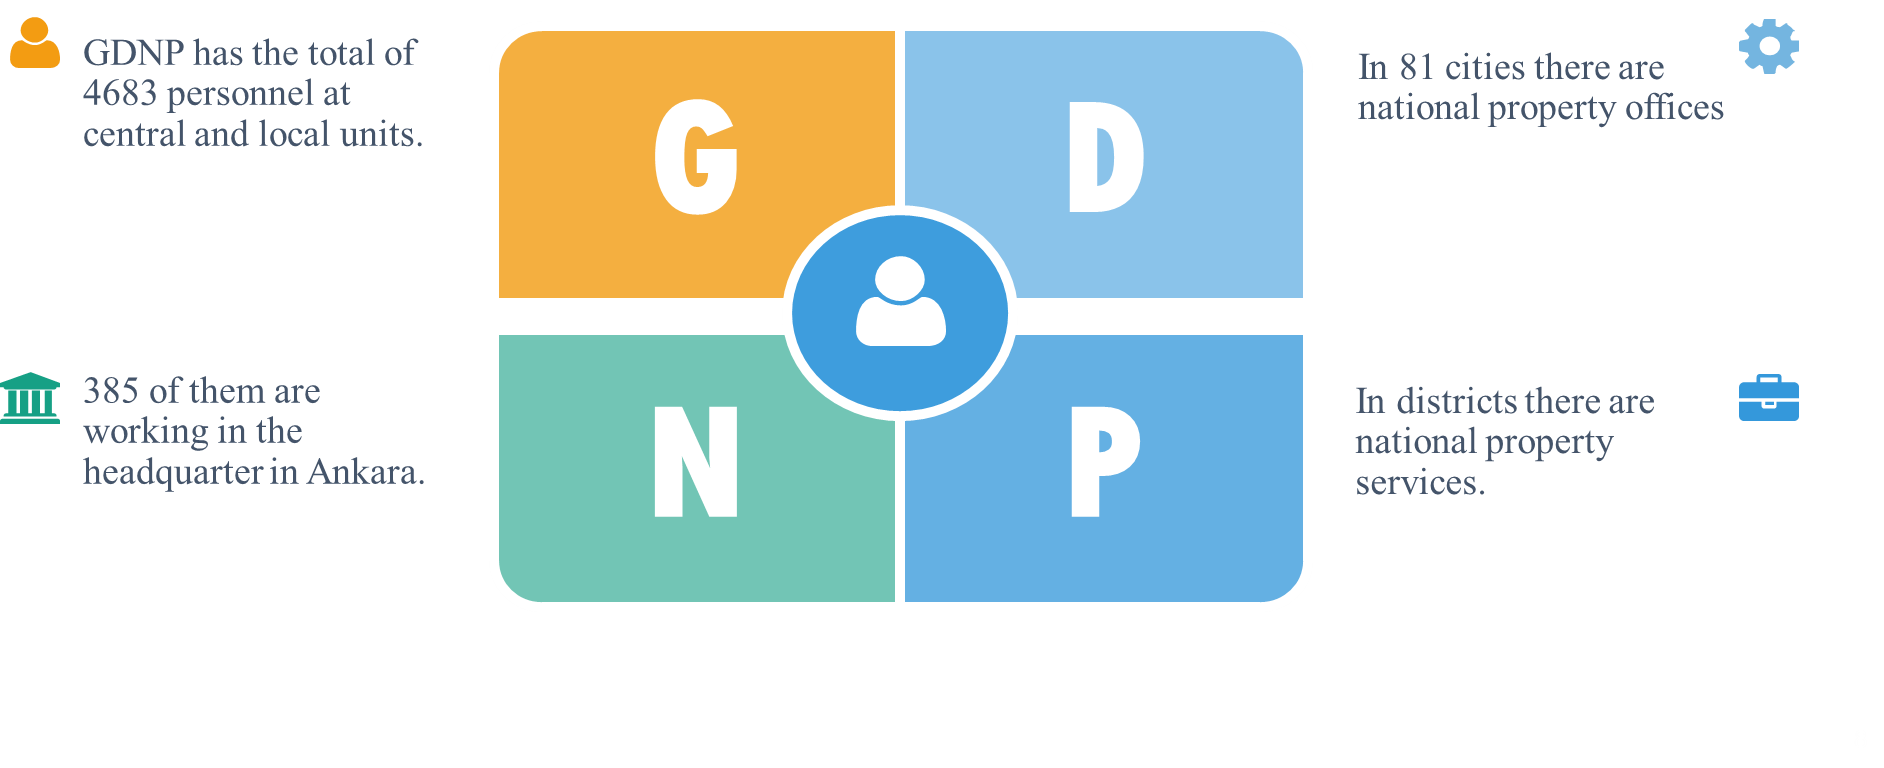 GDNP has the total of
4683 personnel at
central and local units.
G
D
In 81 cities there are
national property offices
385 of them are
working in the
headquarter in Ankara.
N
P
In districts there are
national property
services.